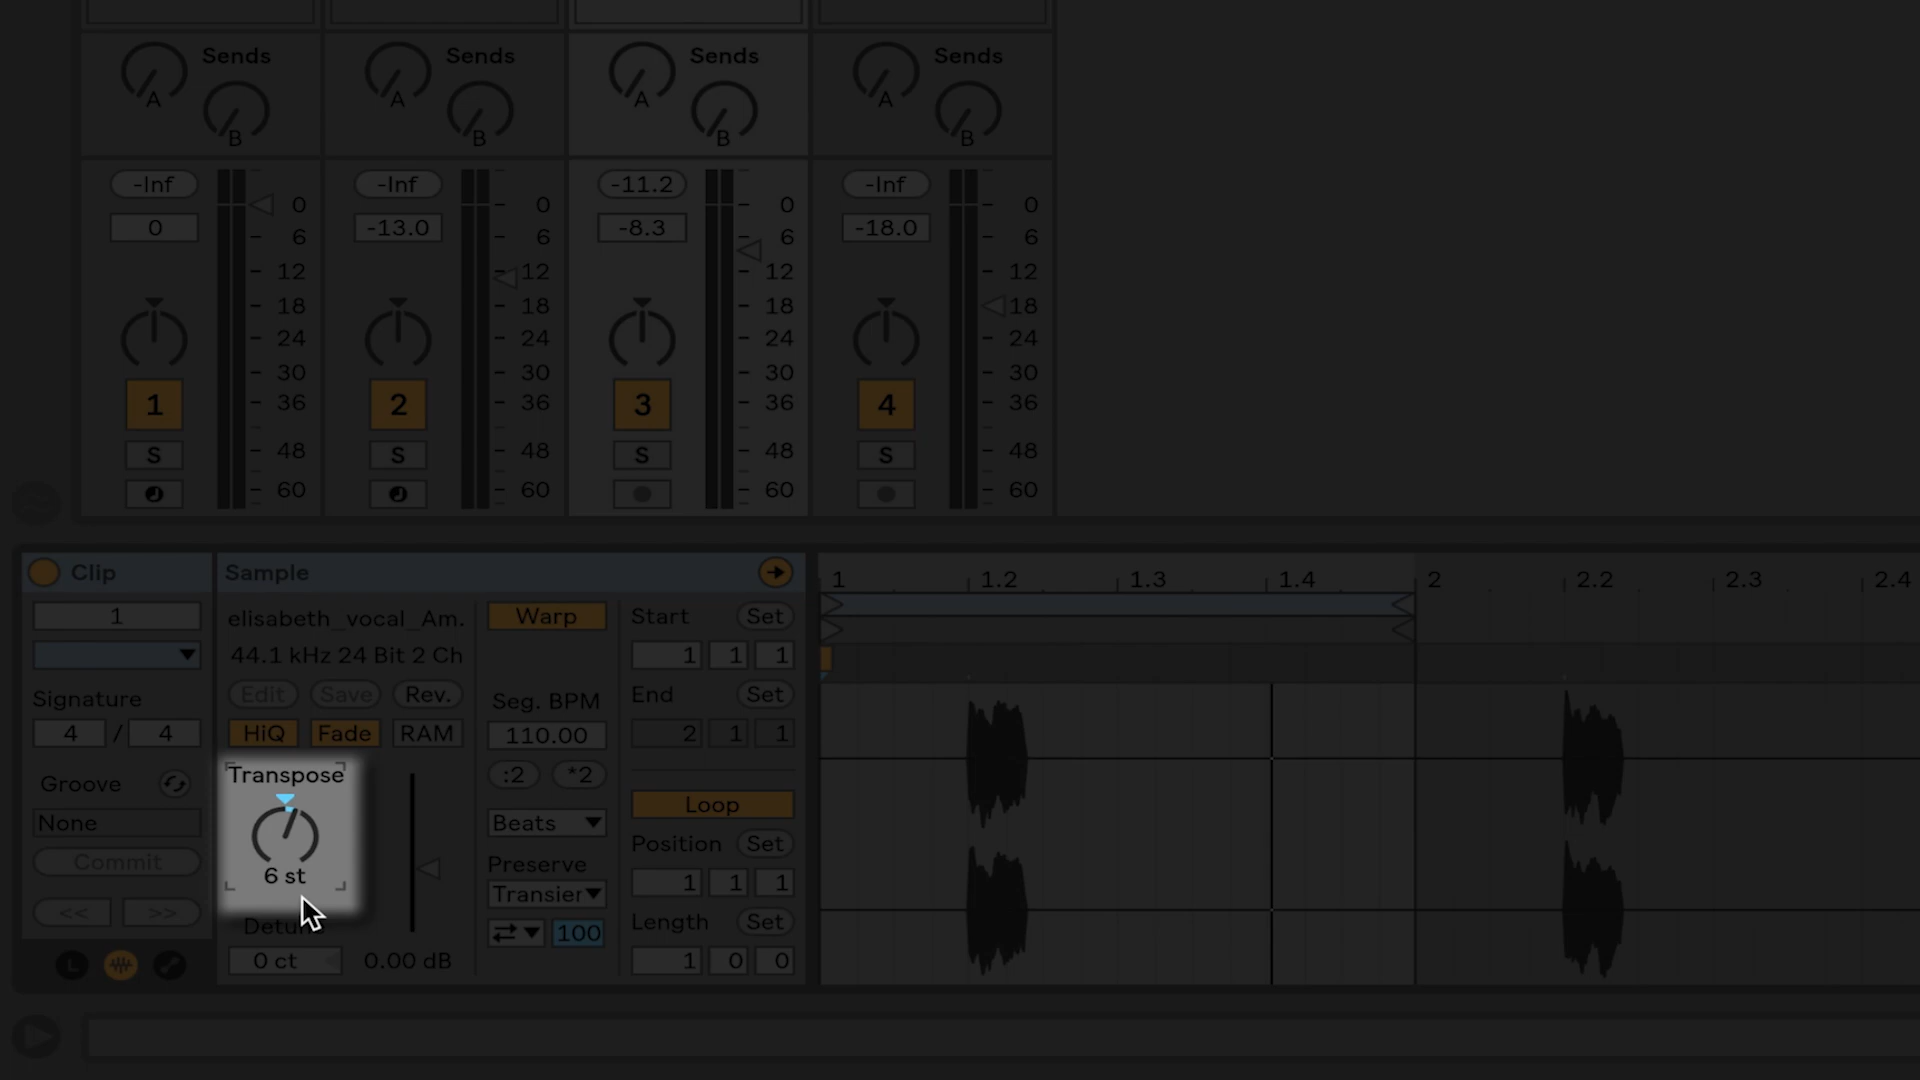 Sends Sends Sends Sends
A A A A
B B B B
-Inf -Inf -11.2 -Inf
0 0 0 0
0 -13.0 -8.3 -18.0
6 6 6 6
12 12 12 12
18 18 18 18
24 24 24 24
30 30 30 30
1 36 2 36 3 36 4 36
S 48 S 48 S 48 S 48
60 60 60 60
Clip
1
Signature
4 / 4
Groove
None
Commit
<< >>
L
Sample
elisabeth_vocal_Am.
44.1 kHz 24 Bit 2 Ch
Edit Save Rev.
HiQ Fade RAM
Transpose
6 st
0 ct 0.00 dB
Warp
Seg. BPM
110.00
:2 *2
Beats
Preserve
Transier
100
Start Set
1 1 1
End Set
2 1 1
Loop
Position Set
1 1 1
Length Set
1 0 0
1 1.2 1.3 1.4 2 2.2 2.3 2.4